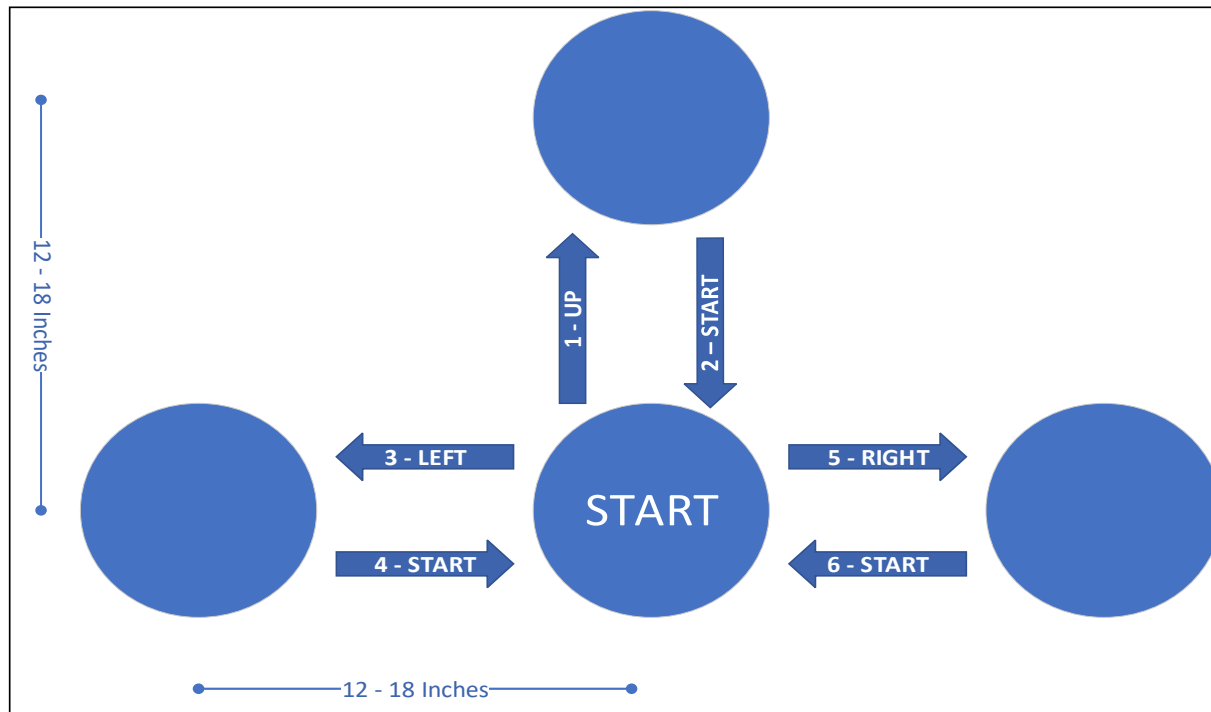 12 - 18 Inches
1 - UP
2 – START
3 - LEFT
5 - RIGHT
START
4 - START
6 - START
12 - 18 Inches